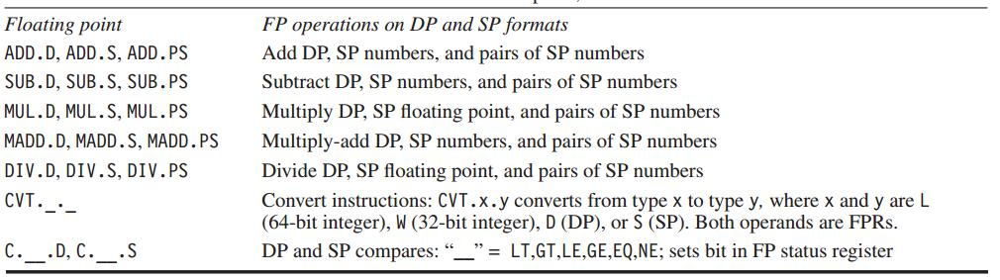 Floating point FP operations on DP and SP formats
ADD.D, ADD.S, ADD.PS Add DP, SP numbers, and pairs of SP numbers
SUB.D, SUB.S, SUB.PS Subtract DP, SP numbers, and pairs of SP numbers
MUL.D, MUL.S, MUL.PS Multiply DP, SP floating point, and pairs of SP numbers
MADD.D, MADD.S, MADD.PS Multiply-add DP, SP numbers, and pairs of SP numbers
DIV.D, DIV.S, DIV.PS Divide DP, SP floating point, and pairs of SP numbers
CVT._._ Convert instructions: CVT.x.y converts from type x to type y, where x and y are L
(64-bit integer), W (32-bit integer), D (DP), or S (SP). Both operands are FPRs.
C.__.D, C.__.S DP and SP compares: “__” = LT,GT,LE,GE,EQ,NE; sets bit in FP status register